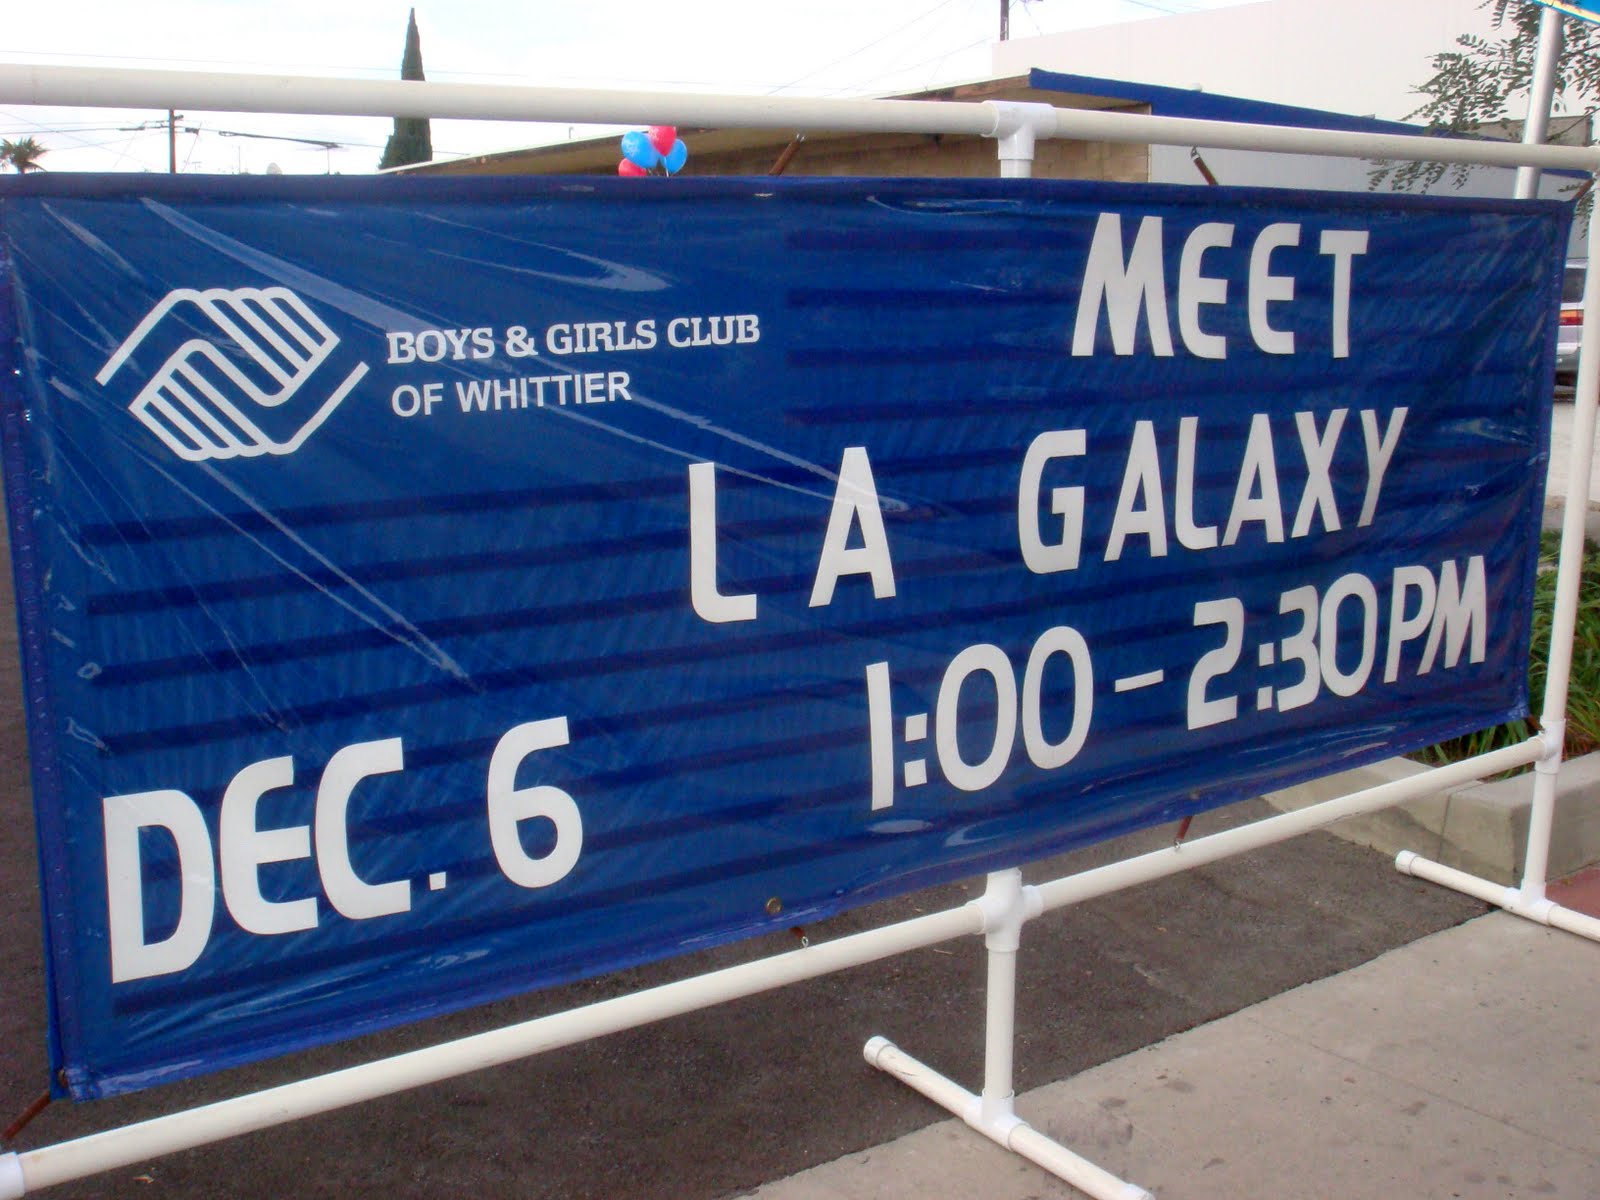 BOYS & GIRLS CLUB
OF WHITTIER
MEET
LA GALAXY
DEC. 6 1:00 - 2:30PM